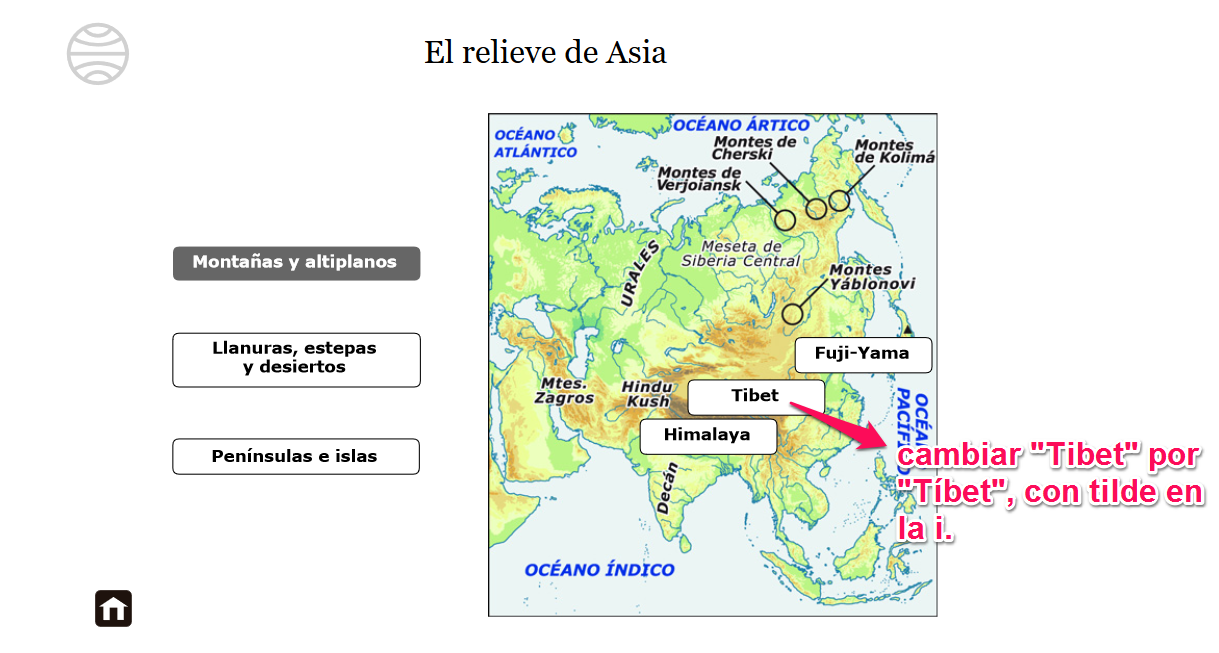 El relieve de Asia
OCÉANO
ATLÁNTICO
OCÉANO ÁRTICO
Montes de
Cherski
Montes
de Kolimá
Montes de
Verjoiansk
Meseta de
Siberia Central
URALES
Montes
Yáblonovi
Montañas y altiplanos
Llanuras, estepas
y desiertos
Penínsulas e islas
Fuji-Yama
Mtes.
Zagros
Hindu
Kush
Tibet
Himalaya
Decán
OCÉANO ÍNDICO
cambiar "Tibet" por
"Tíbet", con tilde en
la i.